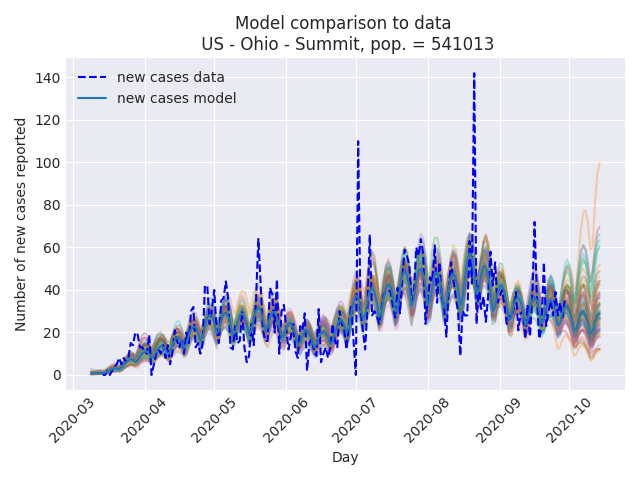 Model comparison to data
US - Ohio - Summit, pop. = 541013
new cases data
new cases model
Number of new cases reported
140
120
100
80
60
40
20
0
2020-03
2020-04
2020-05
2020-06
2020-07
2020-08
2020-09
2020-10
Day